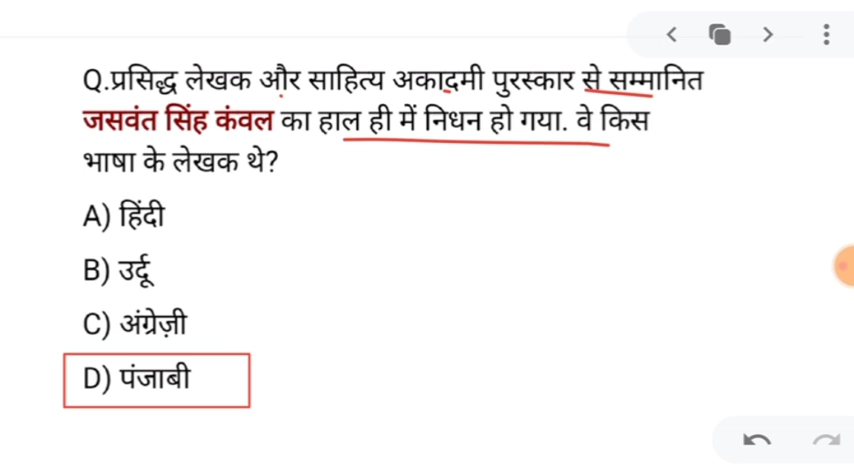 Q.प्रसिद्ध लेखक और साहित्य अकादमी पुरस्कार से सम्मानित
जसवंत सिंह कंवल का हाल ही में निधन हो गया. वे किस
भाषा के लेखक थे?
A) हिंदी
B) उर्दू
C) अंग्रेज़ी
D) पंजाबी